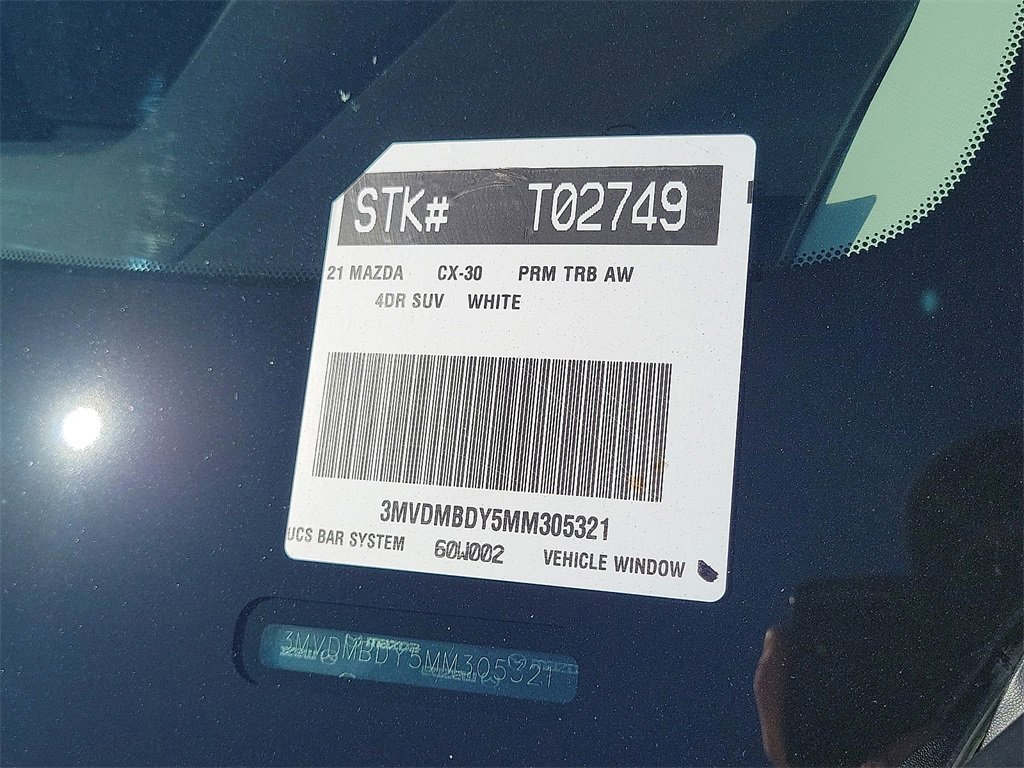 STK# T02749
21 MAZDA CX-30 PRM TRB AW
4DR SUV WHITE
3MVDMBDY5MM305321
UCS BAR SYSTEM 60W002 VEHICLE WINDOW
3MVDMBDY5MM305321
mazda